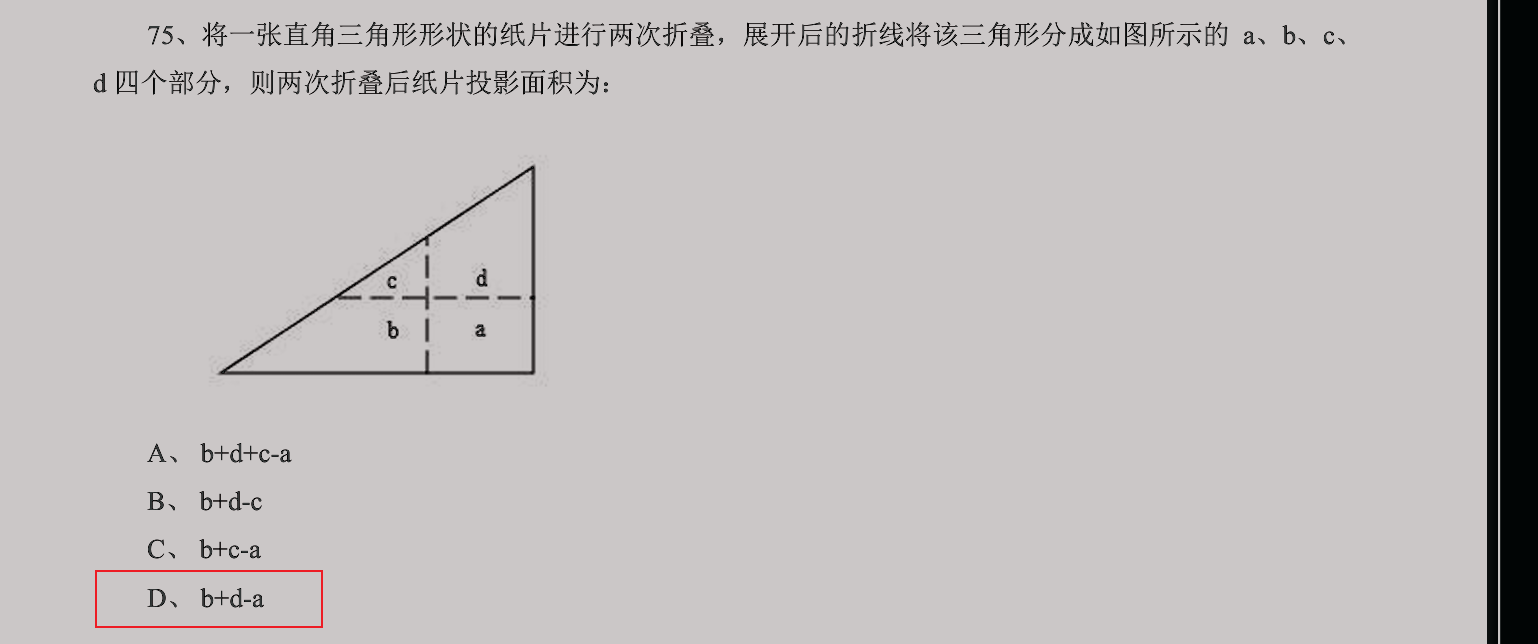 75、将一张直角三角形形状的纸片进行两次折叠，展开后的折线将该三角形分成如图所示的 a、b、c、
d 四个部分，则两次折叠后纸片投影面积为：
c d
b a
A、 b+d+c-a
B、 b+d-c
C、 b+c-a
D、 b+d-a